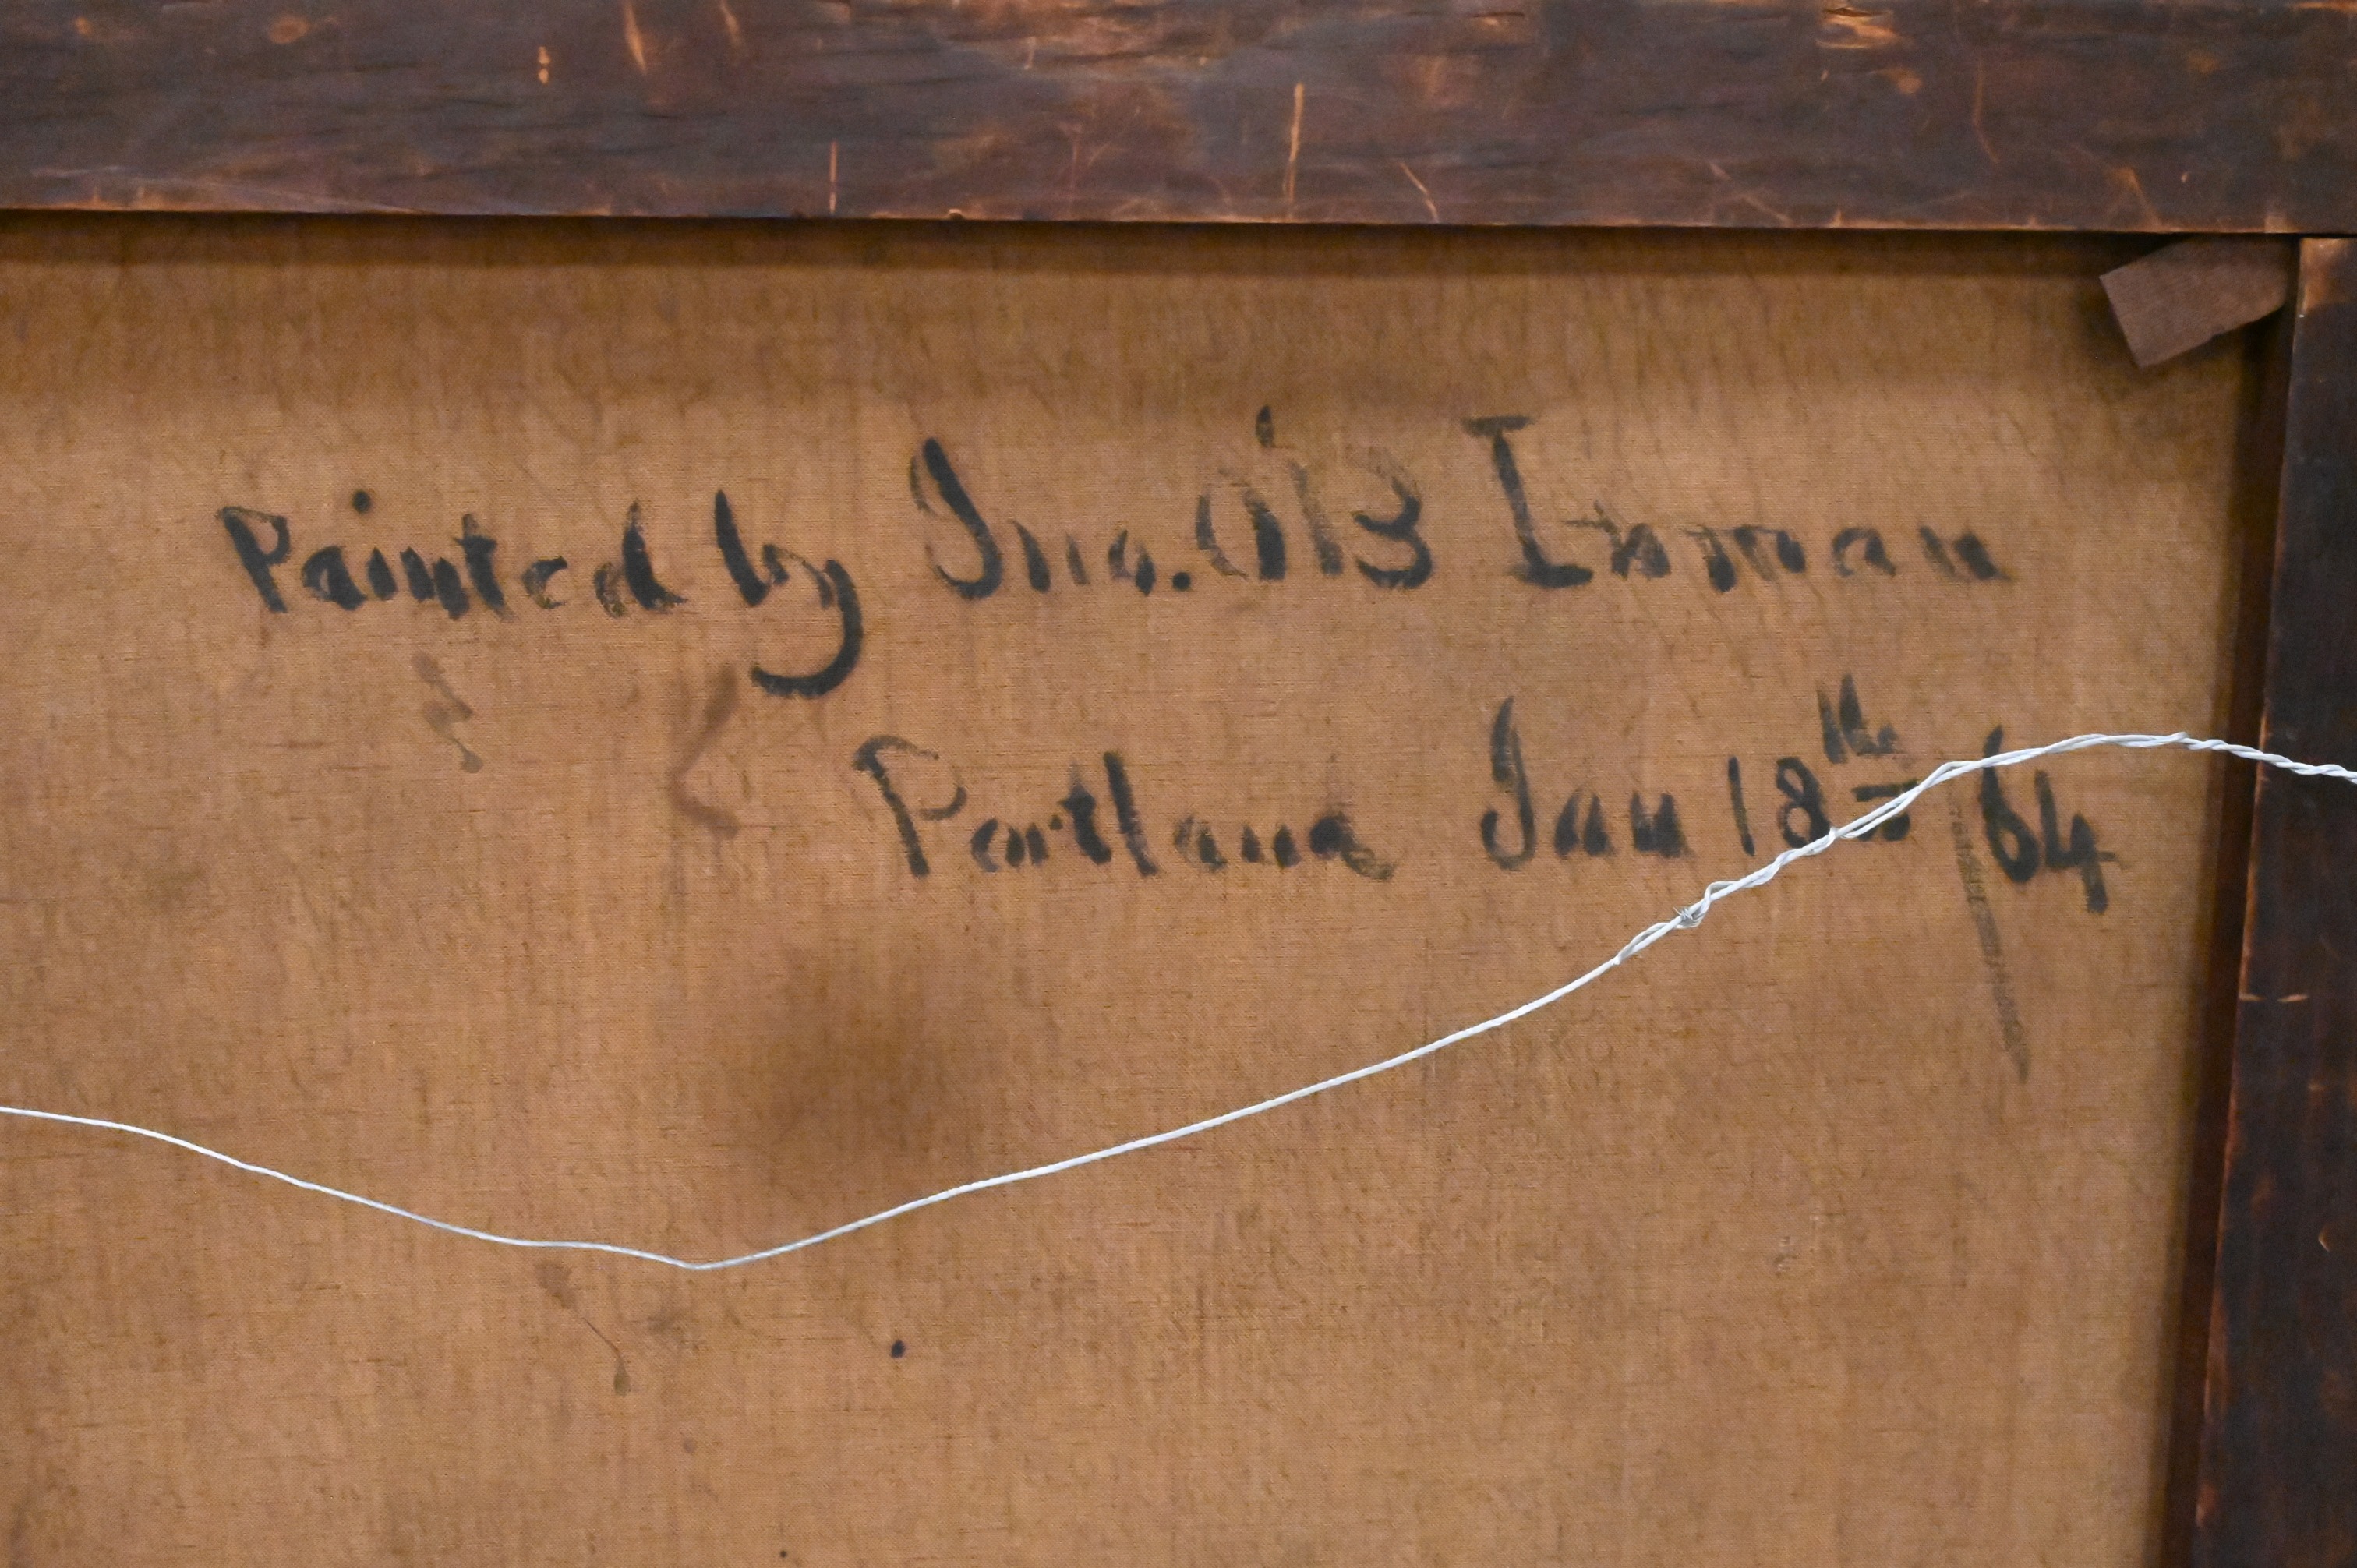 Painted by Jno. O'B Inman
Portland Jan 18th / 64